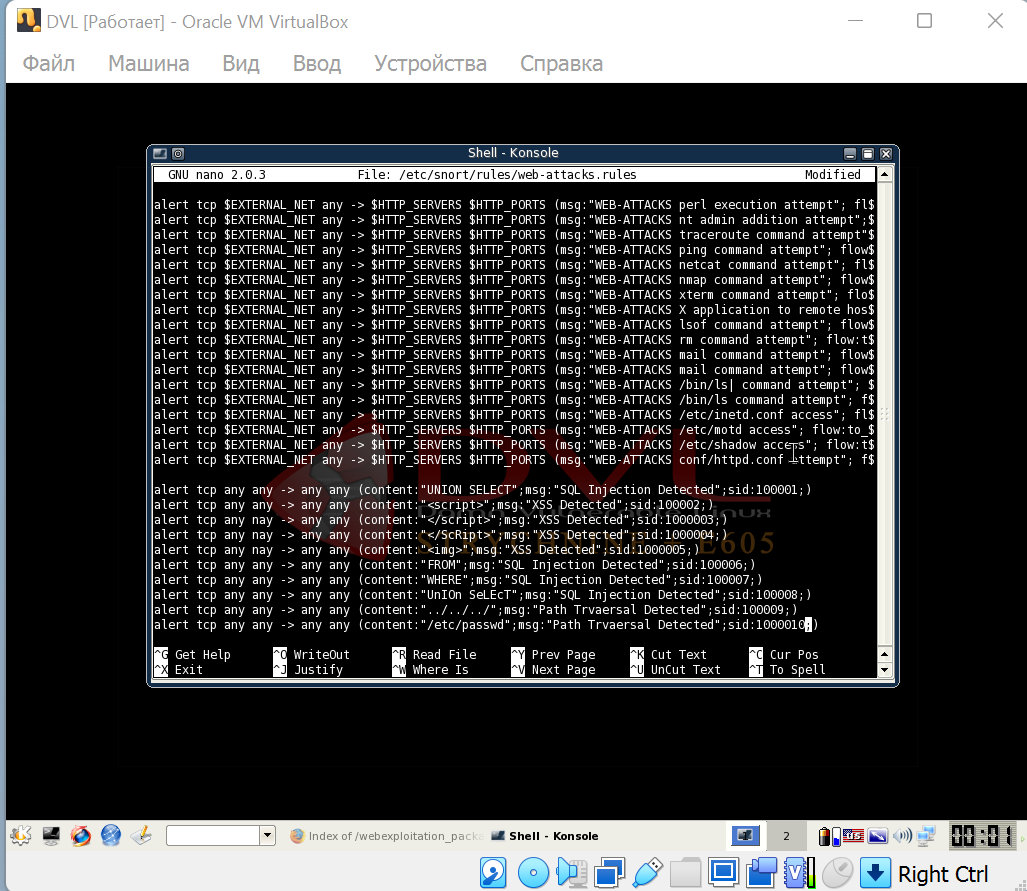 DVL [Работает] - Oracle VM VirtualBox
Файл Машина Вид Ввод Устройства Справка
Shell - Konsole
GNU nano 2.0.3 File: /etc/snort/rules/web-attacks.rules Modified
alert tcp $EXTERNAL_NET any -> $HTTP_SERVERS $HTTP_PORTS (msg:"WEB-ATTACKS perl execution attempt"; fl$
alert tcp $EXTERNAL_NET any -> $HTTP_SERVERS $HTTP_PORTS (msg:"WEB-ATTACKS nt admin addition attempt";$
alert tcp $EXTERNAL_NET any -> $HTTP_SERVERS $HTTP_PORTS (msg:"WEB-ATTACKS traceroute command attempt"$
alert tcp $EXTERNAL_NET any -> $HTTP_SERVERS $HTTP_PORTS (msg:"WEB-ATTACKS ping command attempt"; flow$
alert tcp $EXTERNAL_NET any -> $HTTP_SERVERS $HTTP_PORTS (msg:"WEB-ATTACKS netcat command attempt"; fl$
alert tcp $EXTERNAL_NET any -> $HTTP_SERVERS $HTTP_PORTS (msg:"WEB-ATTACKS nmap command attempt"; flow$
alert tcp $EXTERNAL_NET any -> $HTTP_SERVERS $HTTP_PORTS (msg:"WEB-ATTACKS xterm command attempt"; flo$
alert tcp $EXTERNAL_NET any -> $HTTP_SERVERS $HTTP_PORTS (msg:"WEB-ATTACKS X application to remote hos$
alert tcp $EXTERNAL_NET any -> $HTTP_SERVERS $HTTP_PORTS (msg:"WEB-ATTACKS lsof command attempt"; flow$
alert tcp $EXTERNAL_NET any -> $HTTP_SERVERS $HTTP_PORTS (msg:"WEB-ATTACKS rm command attempt"; flow:t$
alert tcp $EXTERNAL_NET any -> $HTTP_SERVERS $HTTP_PORTS (msg:"WEB-ATTACKS mail command attempt"; flow$
alert tcp $EXTERNAL_NET any -> $HTTP_SERVERS $HTTP_PORTS (msg:"WEB-ATTACKS mail command attempt"; flow$
alert tcp $EXTERNAL_NET any -> $HTTP_SERVERS $HTTP_PORTS (msg:"WEB-ATTACKS /bin/ls| command attempt"; $
alert tcp $EXTERNAL_NET any -> $HTTP_SERVERS $HTTP_PORTS (msg:"WEB-ATTACKS /bin/ls command attempt"; f$
alert tcp $EXTERNAL_NET any -> $HTTP_SERVERS $HTTP_PORTS (msg:"WEB-ATTACKS /etc/inetd.conf access"; fl$
alert tcp $EXTERNAL_NET any -> $HTTP_SERVERS $HTTP_PORTS (msg:"WEB-ATTACKS /etc/motd access"; flow:to_$
alert tcp $EXTERNAL_NET any -> $HTTP_SERVERS $HTTP_PORTS (msg:"WEB-ATTACKS /etc/shadow access"; flow:t$
alert tcp $EXTERNAL_NET any -> $HTTP_SERVERS $HTTP_PORTS (msg:"WEB-ATTACKS conf/httpd.conf attempt"; f$
alert tcp any any -> any any (content:"UNION SELECT";msg:"SQL Injection Detected";sid:100001;)
alert tcp any any -> any any (content:"<script>";msg:"XSS Detected";sid:100002;)
alert tcp any nay -> any any (content:"</script>";msg:"XSS Detected";sid:1000003;)
alert tcp any nay -> any any (content:"</ScRipt>";msg:"XSS Detected";sid:1000004;)
alert tcp any nay -> any any (content:"<img>";msg:"XSS Detected";sid:1000005;)
alert tcp any any -> any any (content:"FROM";msg:"SQL Injection Detected";sid:100006;)
alert tcp any any -> any any (content:"WHERE";msg:"SQL Injection Detected";sid:100007;)
alert tcp any any -> any any (content:"UnIOn SeLEcT";msg:"SQL Injection Detected";sid:100008;)
alert tcp any any -> any any (content:"../../../";msg:"Path Trvaersal Detected";sid:100009;)
alert tcp any any -> any any (content:"/etc/passwd";msg:"Path Trvaersal Detected";sid:1000010;)
DVL
STRYCHNINE + E605
^G Get Help ^O WriteOut ^R Read File ^Y Prev Page ^K Cut Text ^C Cur Pos
^X Exit ^J Justify ^W Where Is ^V Next Page ^U UnCut Text ^T To Spell
Index of /webexploitation_pack Shell - Konsole 2 00:01
Right Ctrl